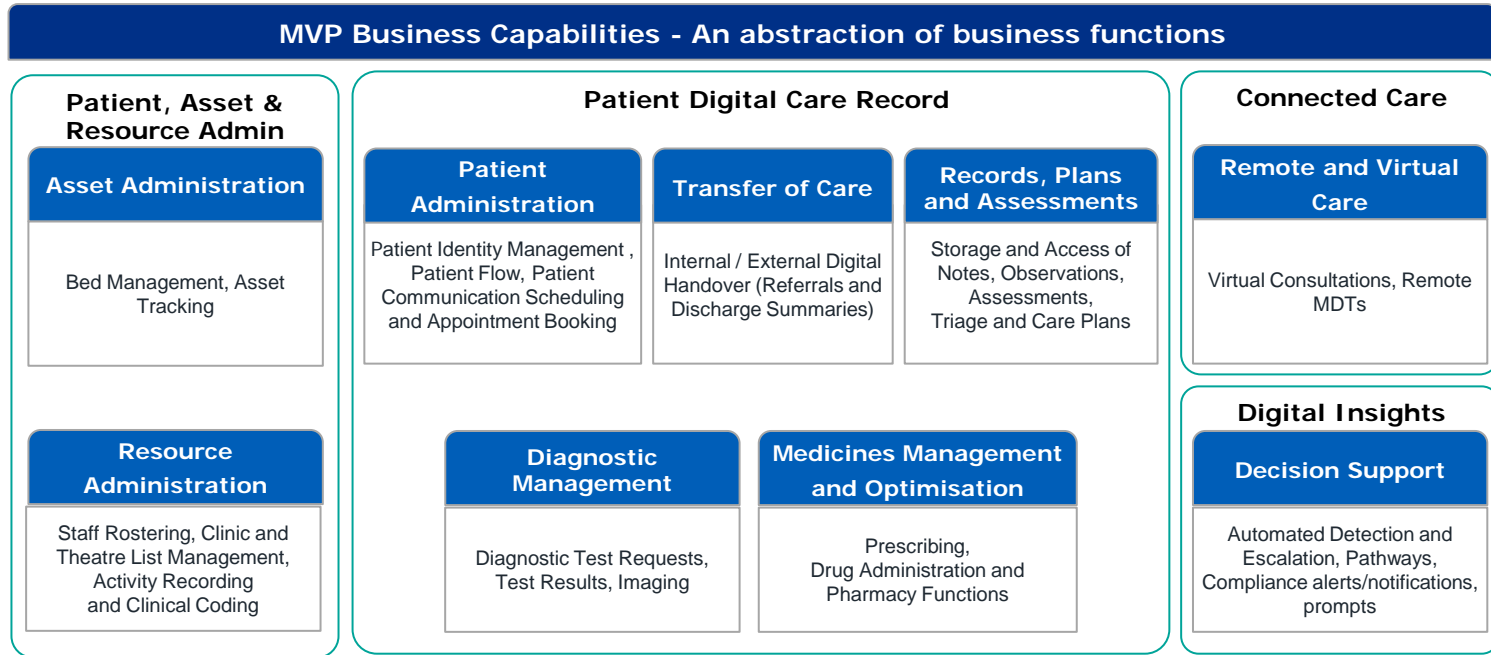 MVP Business Capabilities - An abstraction of business functions
Patient, Asset &
Resource Admin
Asset Administration
Bed Management, Asset
Tracking
Resource
Administration
Staff Rostering, Clinic and
Theatre List Management,
Activity Recording
and Clinical Coding
Patient Digital Care Record
Patient
Administration
Patient Identity Management ,
Patient Flow, Patient
Communication Scheduling
and Appointment Booking
Transfer of Care
Internal / External Digital
Handover (Referrals and
Discharge Summaries)
Records, Plans
and Assessments
Storage and Access of
Notes, Observations,
Assessments,
Triage and Care Plans
Diagnostic
Management
Diagnostic Test Requests,
Test Results, Imaging
Medicines Management
and Optimisation
Prescribing,
Drug Administration and
Pharmacy Functions
Connected Care
Remote and Virtual
Care
Virtual Consultations, Remote
MDTs
Digital Insights
Decision Support
Automated Detection and
Escalation, Pathways,
Compliance alerts/notifications,
prompts